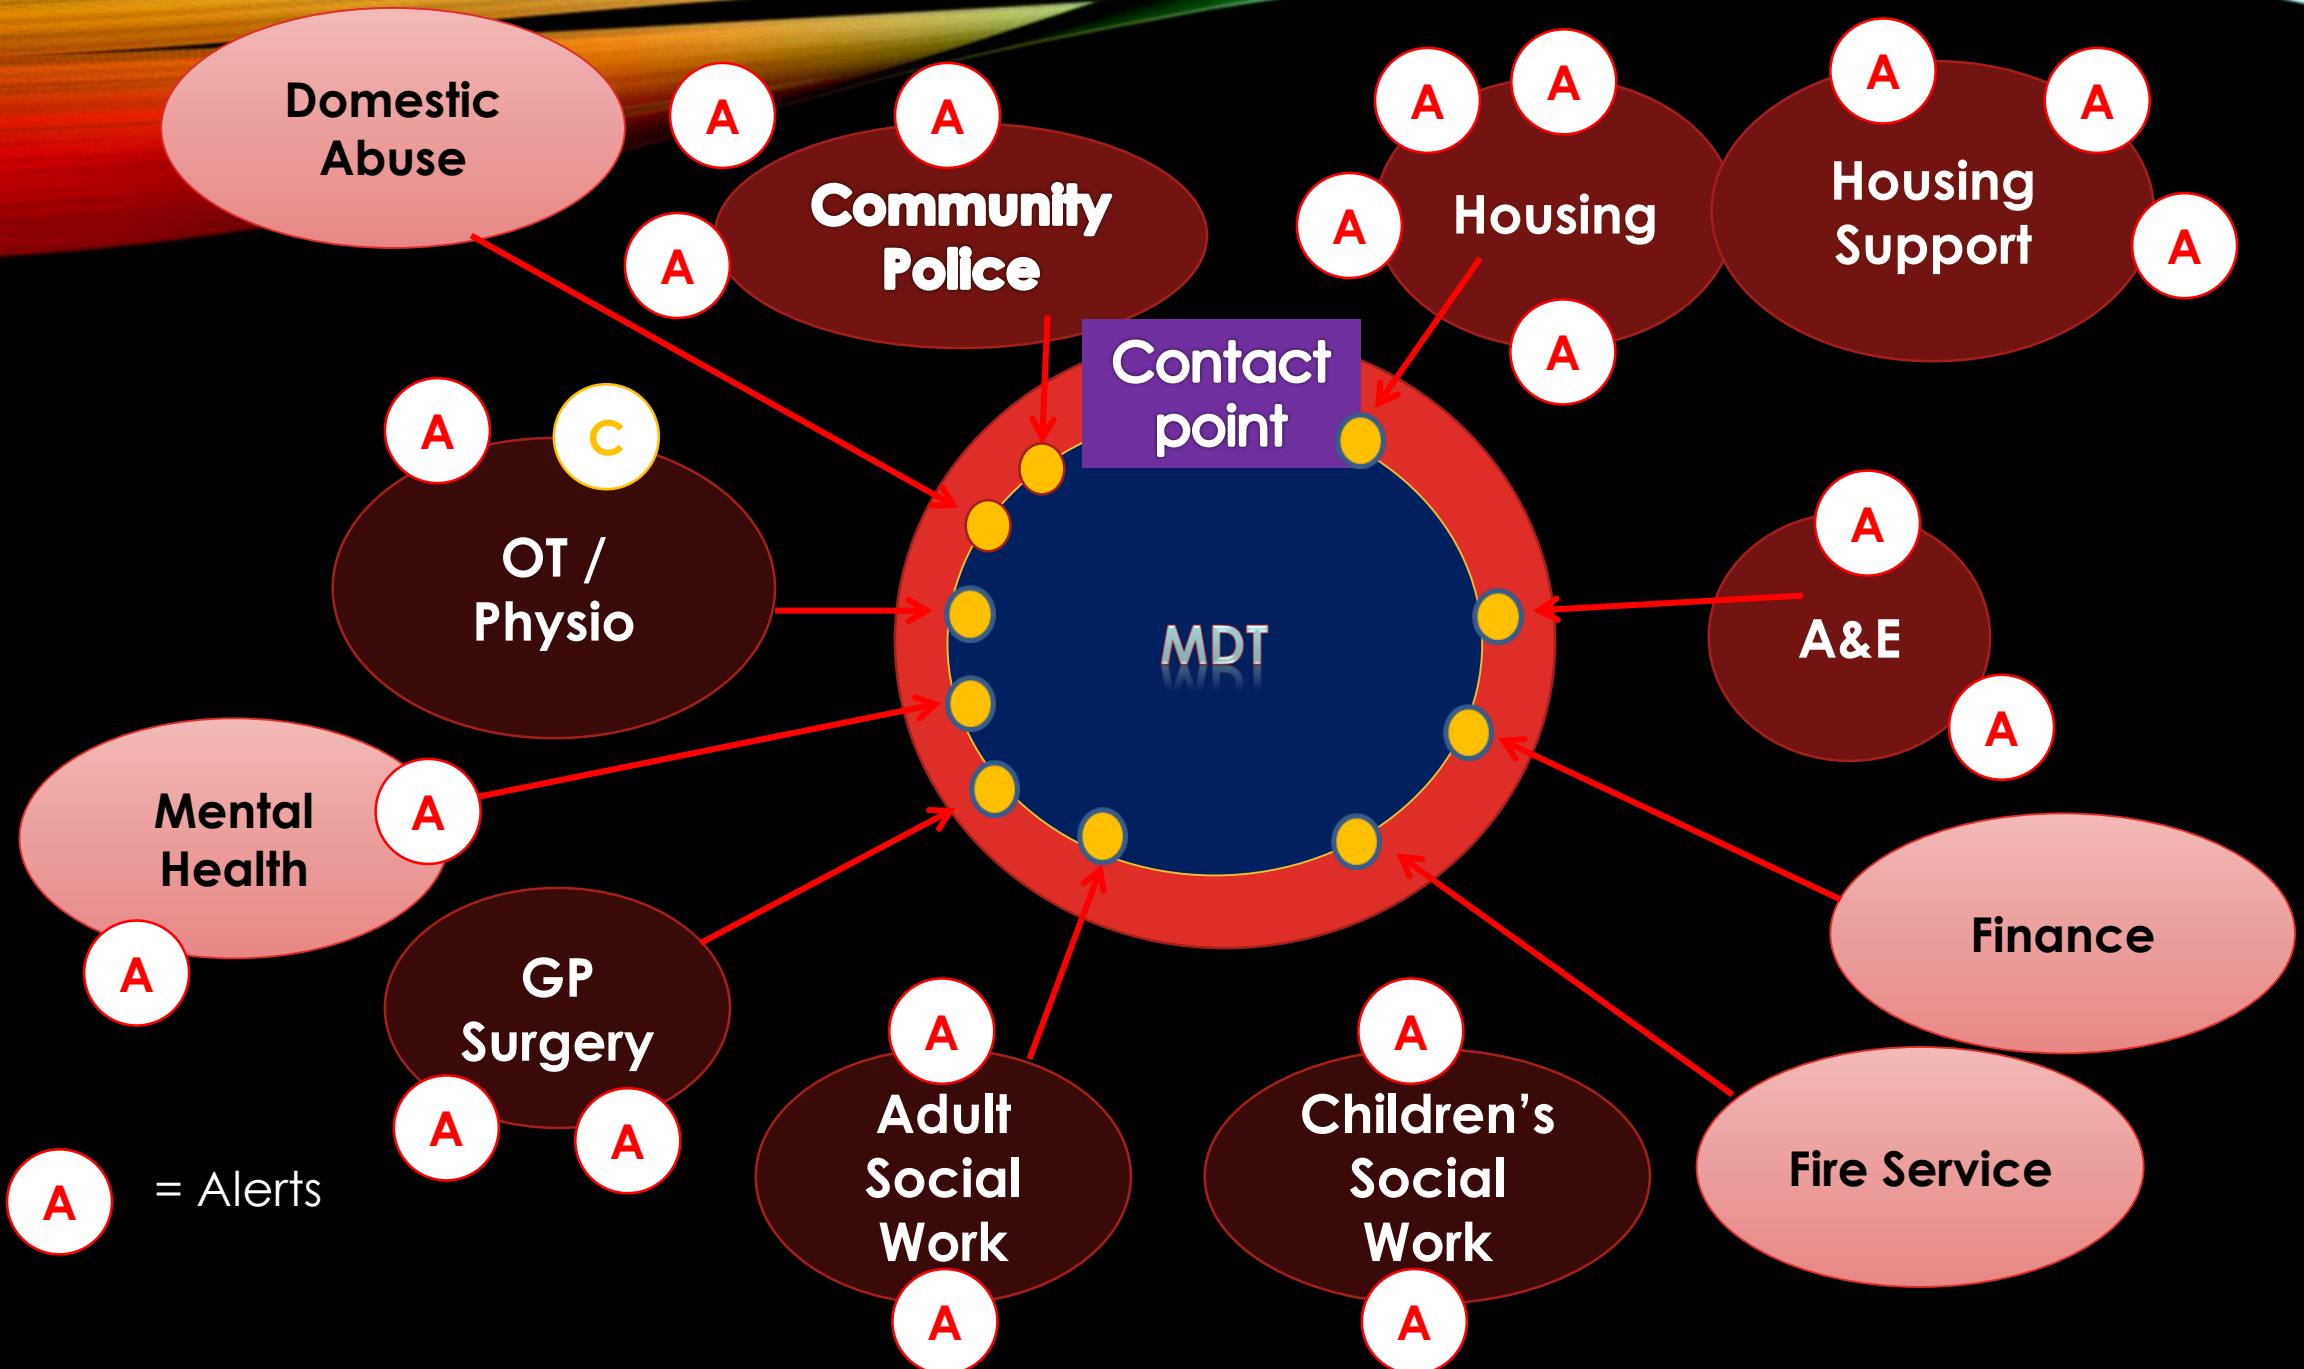 Domestic
Abuse
A
A
A
Community
Police
A
A
A
A
Housing
A
A
A
Housing
Support
Contact
point
A
C
OT /
Physio
MDT
A
A
A&E
A
A
Mental
Health
Finance
GP
Surgery
A
A
A
A
Adult
Social
Work
A
A
Children’s
Social
Work
Fire Service
A
= Alerts